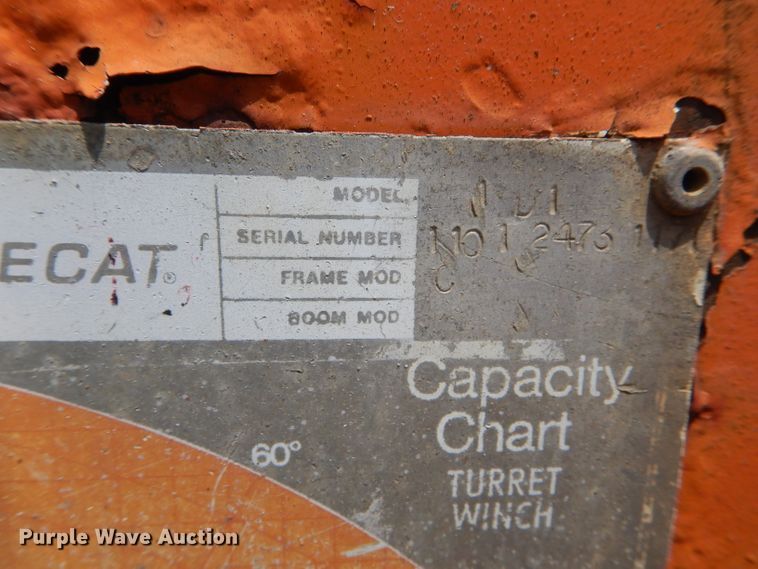 MODEL
SERIAL NUMBER
ECAT®
FRAME MOD
C
BOOM MOD
Capacity
Chart
60°
TURRET
WINCH
Purple Wave Auction®